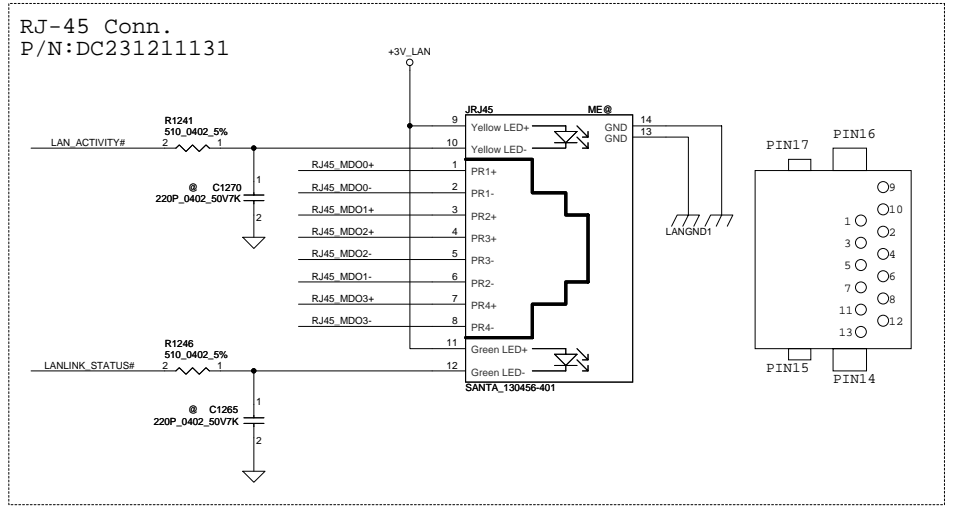 RJ-45 Conn.
P/N:DC231211131
+3V_LAN
R1241
510_0402_5%
LAN_ACTIVITY# 2 1
@ C1270
220P_0402_50V7K
1
2
JRJ45 ME@
9 Yellow LED+
10 Yellow LED-
RJ45_MDO0+ 1 PR1+
RJ45_MDO0- 2 PR1-
RJ45_MDO1+ 3 PR2+
RJ45_MDO2+ 4 PR3+
RJ45_MDO2- 5 PR3-
RJ45_MDO1- 6 PR2-
RJ45_MDO3+ 7 PR4+
RJ45_MDO3- 8 PR4-
11 Green LED+
12 Green LED-
SANTA_130456-401
GND 14
GND 13
LANGND1
R1246
510_0402_5%
LANLINK_STATUS# 2 1
@ C1265
220P_0402_50V7K
1
2
PIN17 PIN16
9
10
1
2
3
4
5
6
7
8
11
12
13
PIN15 PIN14